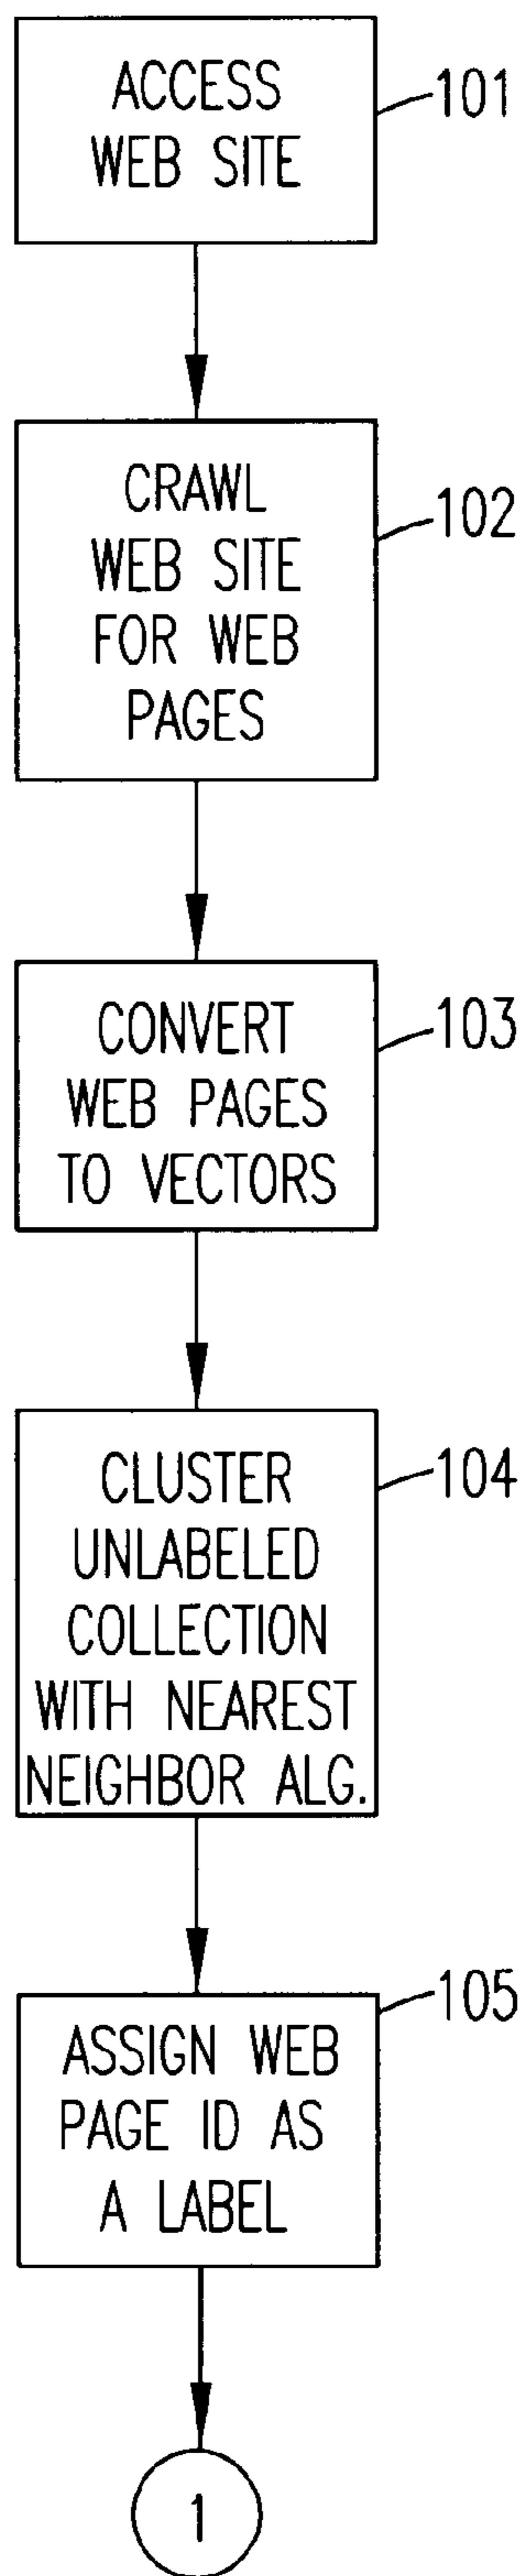 ACCESS
WEB SITE
101
CRAWL
WEB SITE
FOR WEB
PAGES
102
CONVERT
WEB PAGES
TO VECTORS
103
CLUSTER
UNLABELED
COLLECTION
WITH NEAREST
NEIGHBOR ALG.
104
ASSIGN WEB
PAGE ID AS
A LABEL
105
1